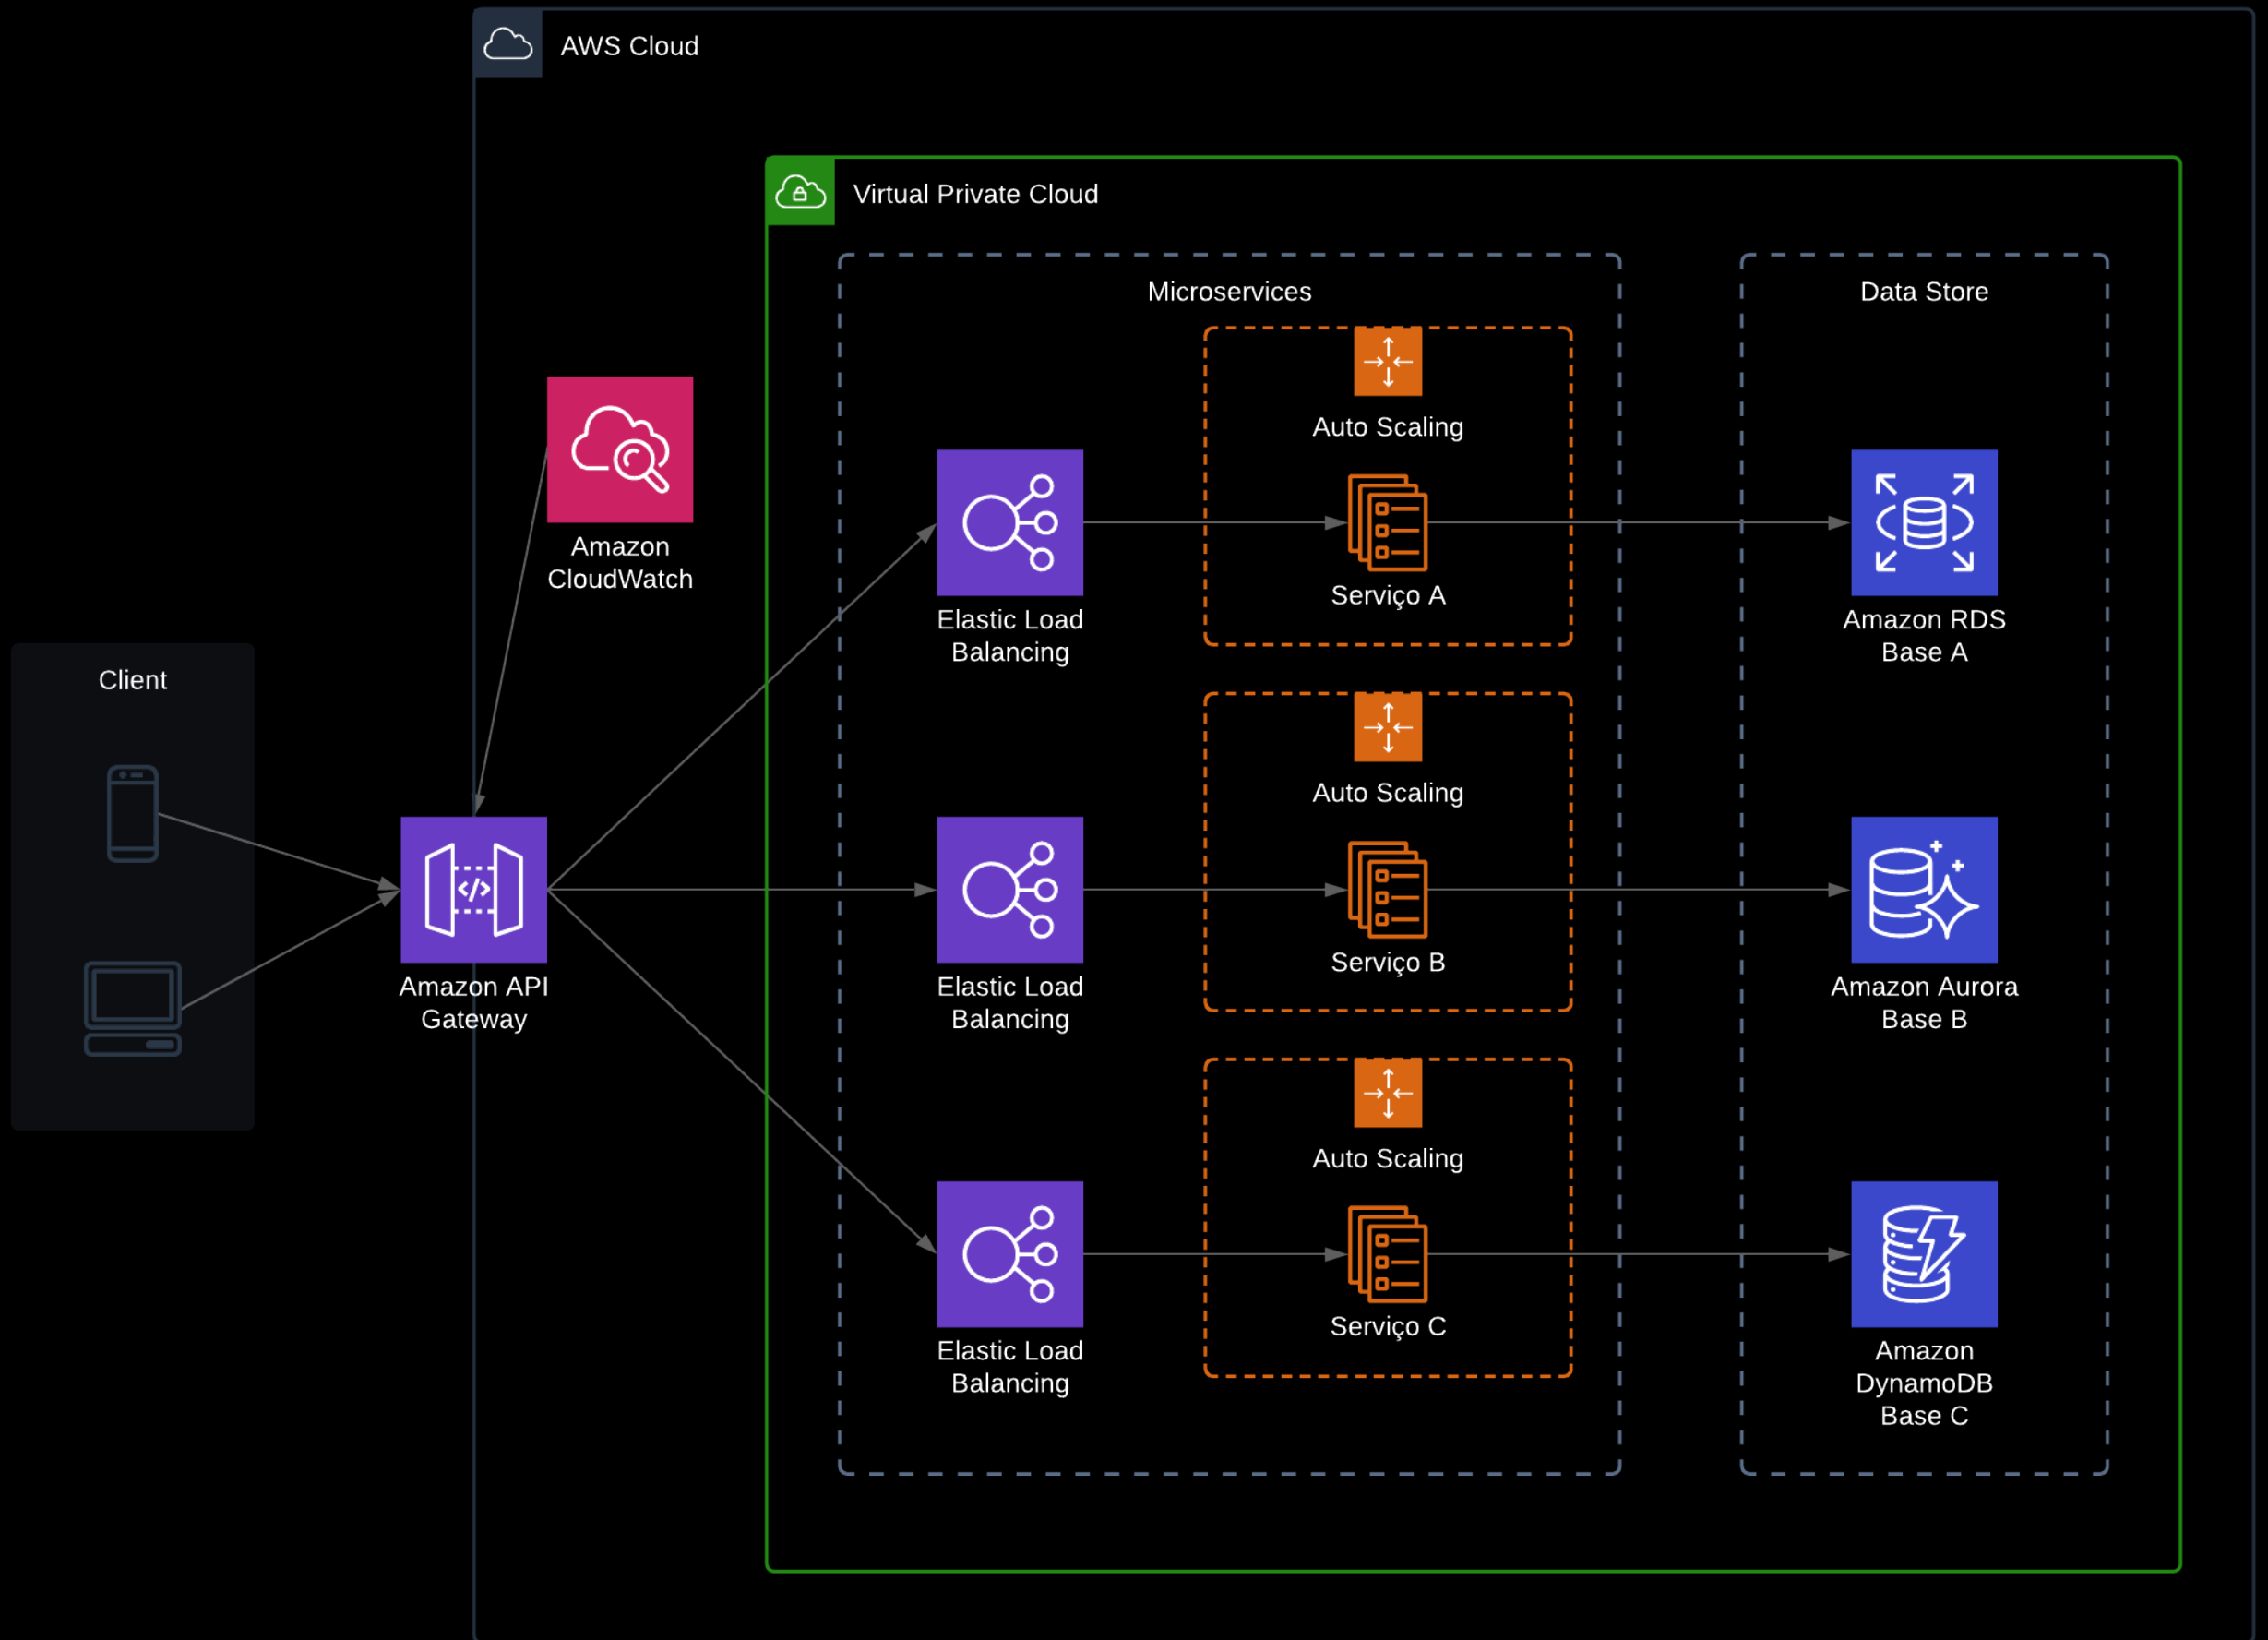 AWS Cloud
Virtual Private Cloud
Microservices
Data Store
Auto Scaling
Amazon
CloudWatch
Serviço A
Elastic Load
Balancing
Amazon RDS
Base A
Client
Auto Scaling
Serviço B
Amazon API
Gateway
Elastic Load
Balancing
Amazon Aurora
Base B
Auto Scaling
Serviço C
Elastic Load
Balancing
Amazon
DynamoDB
Base C